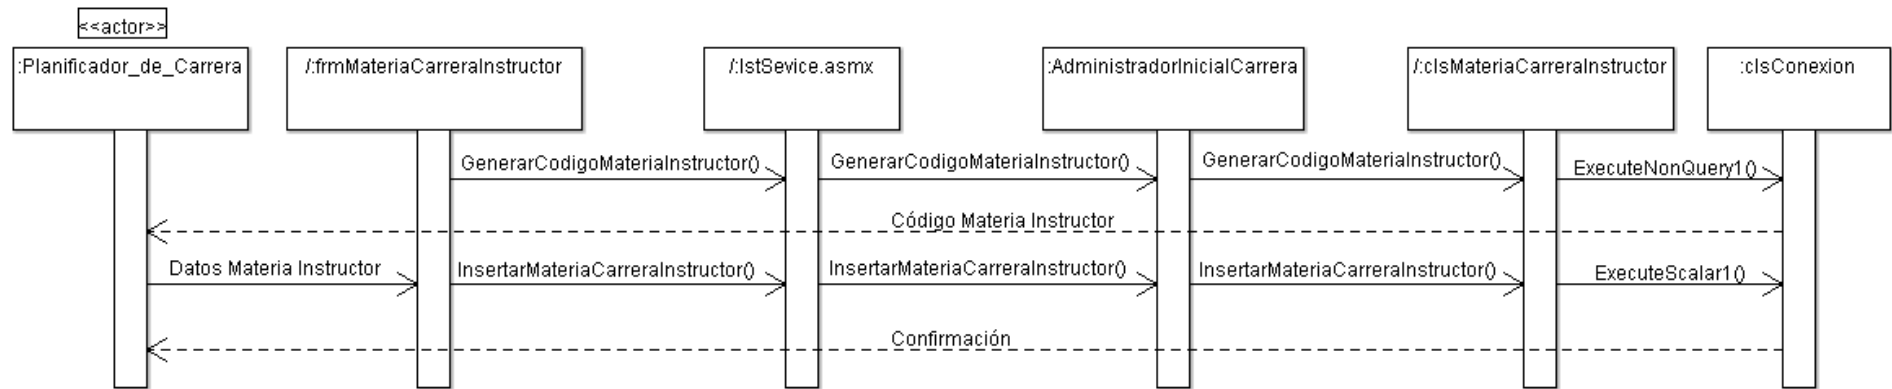 <<actor>>
:Planificador_de_Carrera
/:frmMateriaCarreraInstructor
/:IstSevice.asmx
:AdministradorInicialCarrera
/:clsMateriaCarreraInstructor
:clsConexion
GenerarCodigoMateriaInstructor()
GenerarCodigoMateriaInstructor()
GenerarCodigoMateriaInstructor()
ExecuteNonQuery1()
Código Materia Instructor
Datos Materia Instructor
InsertarMateriaCarreraInstructor()
InsertarMateriaCarreraInstructor()
InsertarMateriaCarreraInstructor()
ExecuteScalar1()
Confirmación